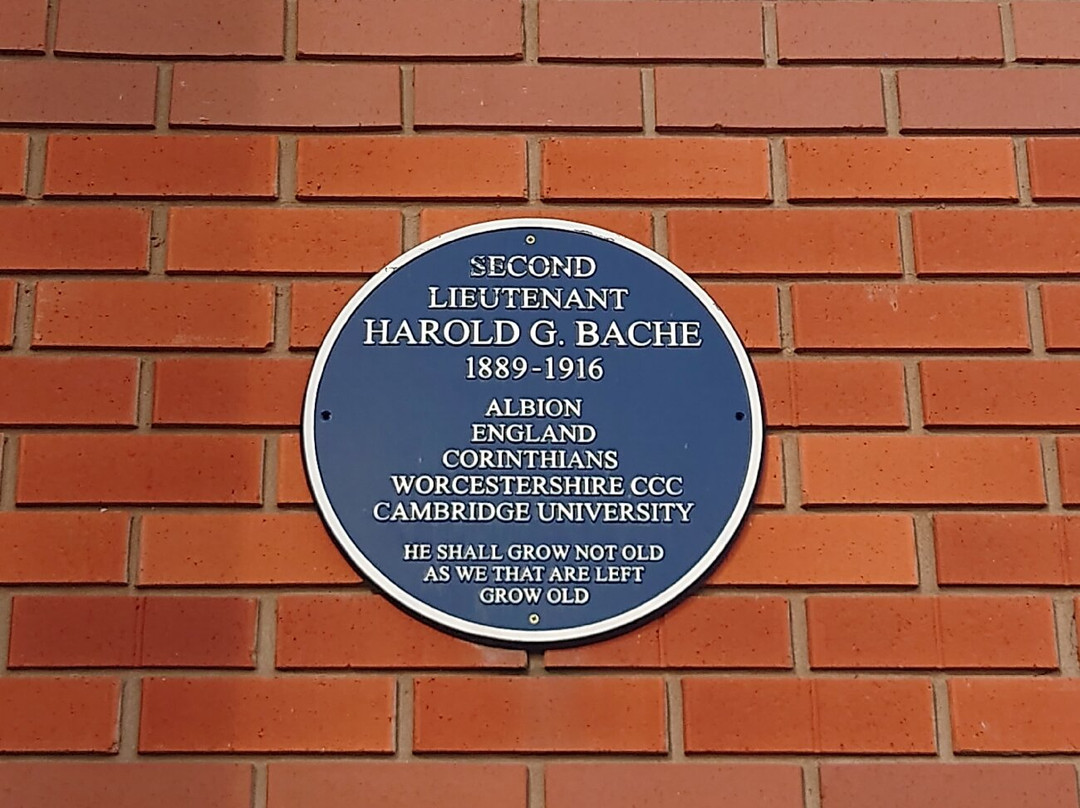 SECOND
LIEUTENANT
HAROLD G. BACHE
1889-1916
ALBION
ENGLAND
CORINTHIANS
WORCESTERSHIRE CCC
CAMBRIDGE UNIVERSITY
HE SHALL GROW NOT OLD
AS WE THAT ARE LEFT
GROW OLD